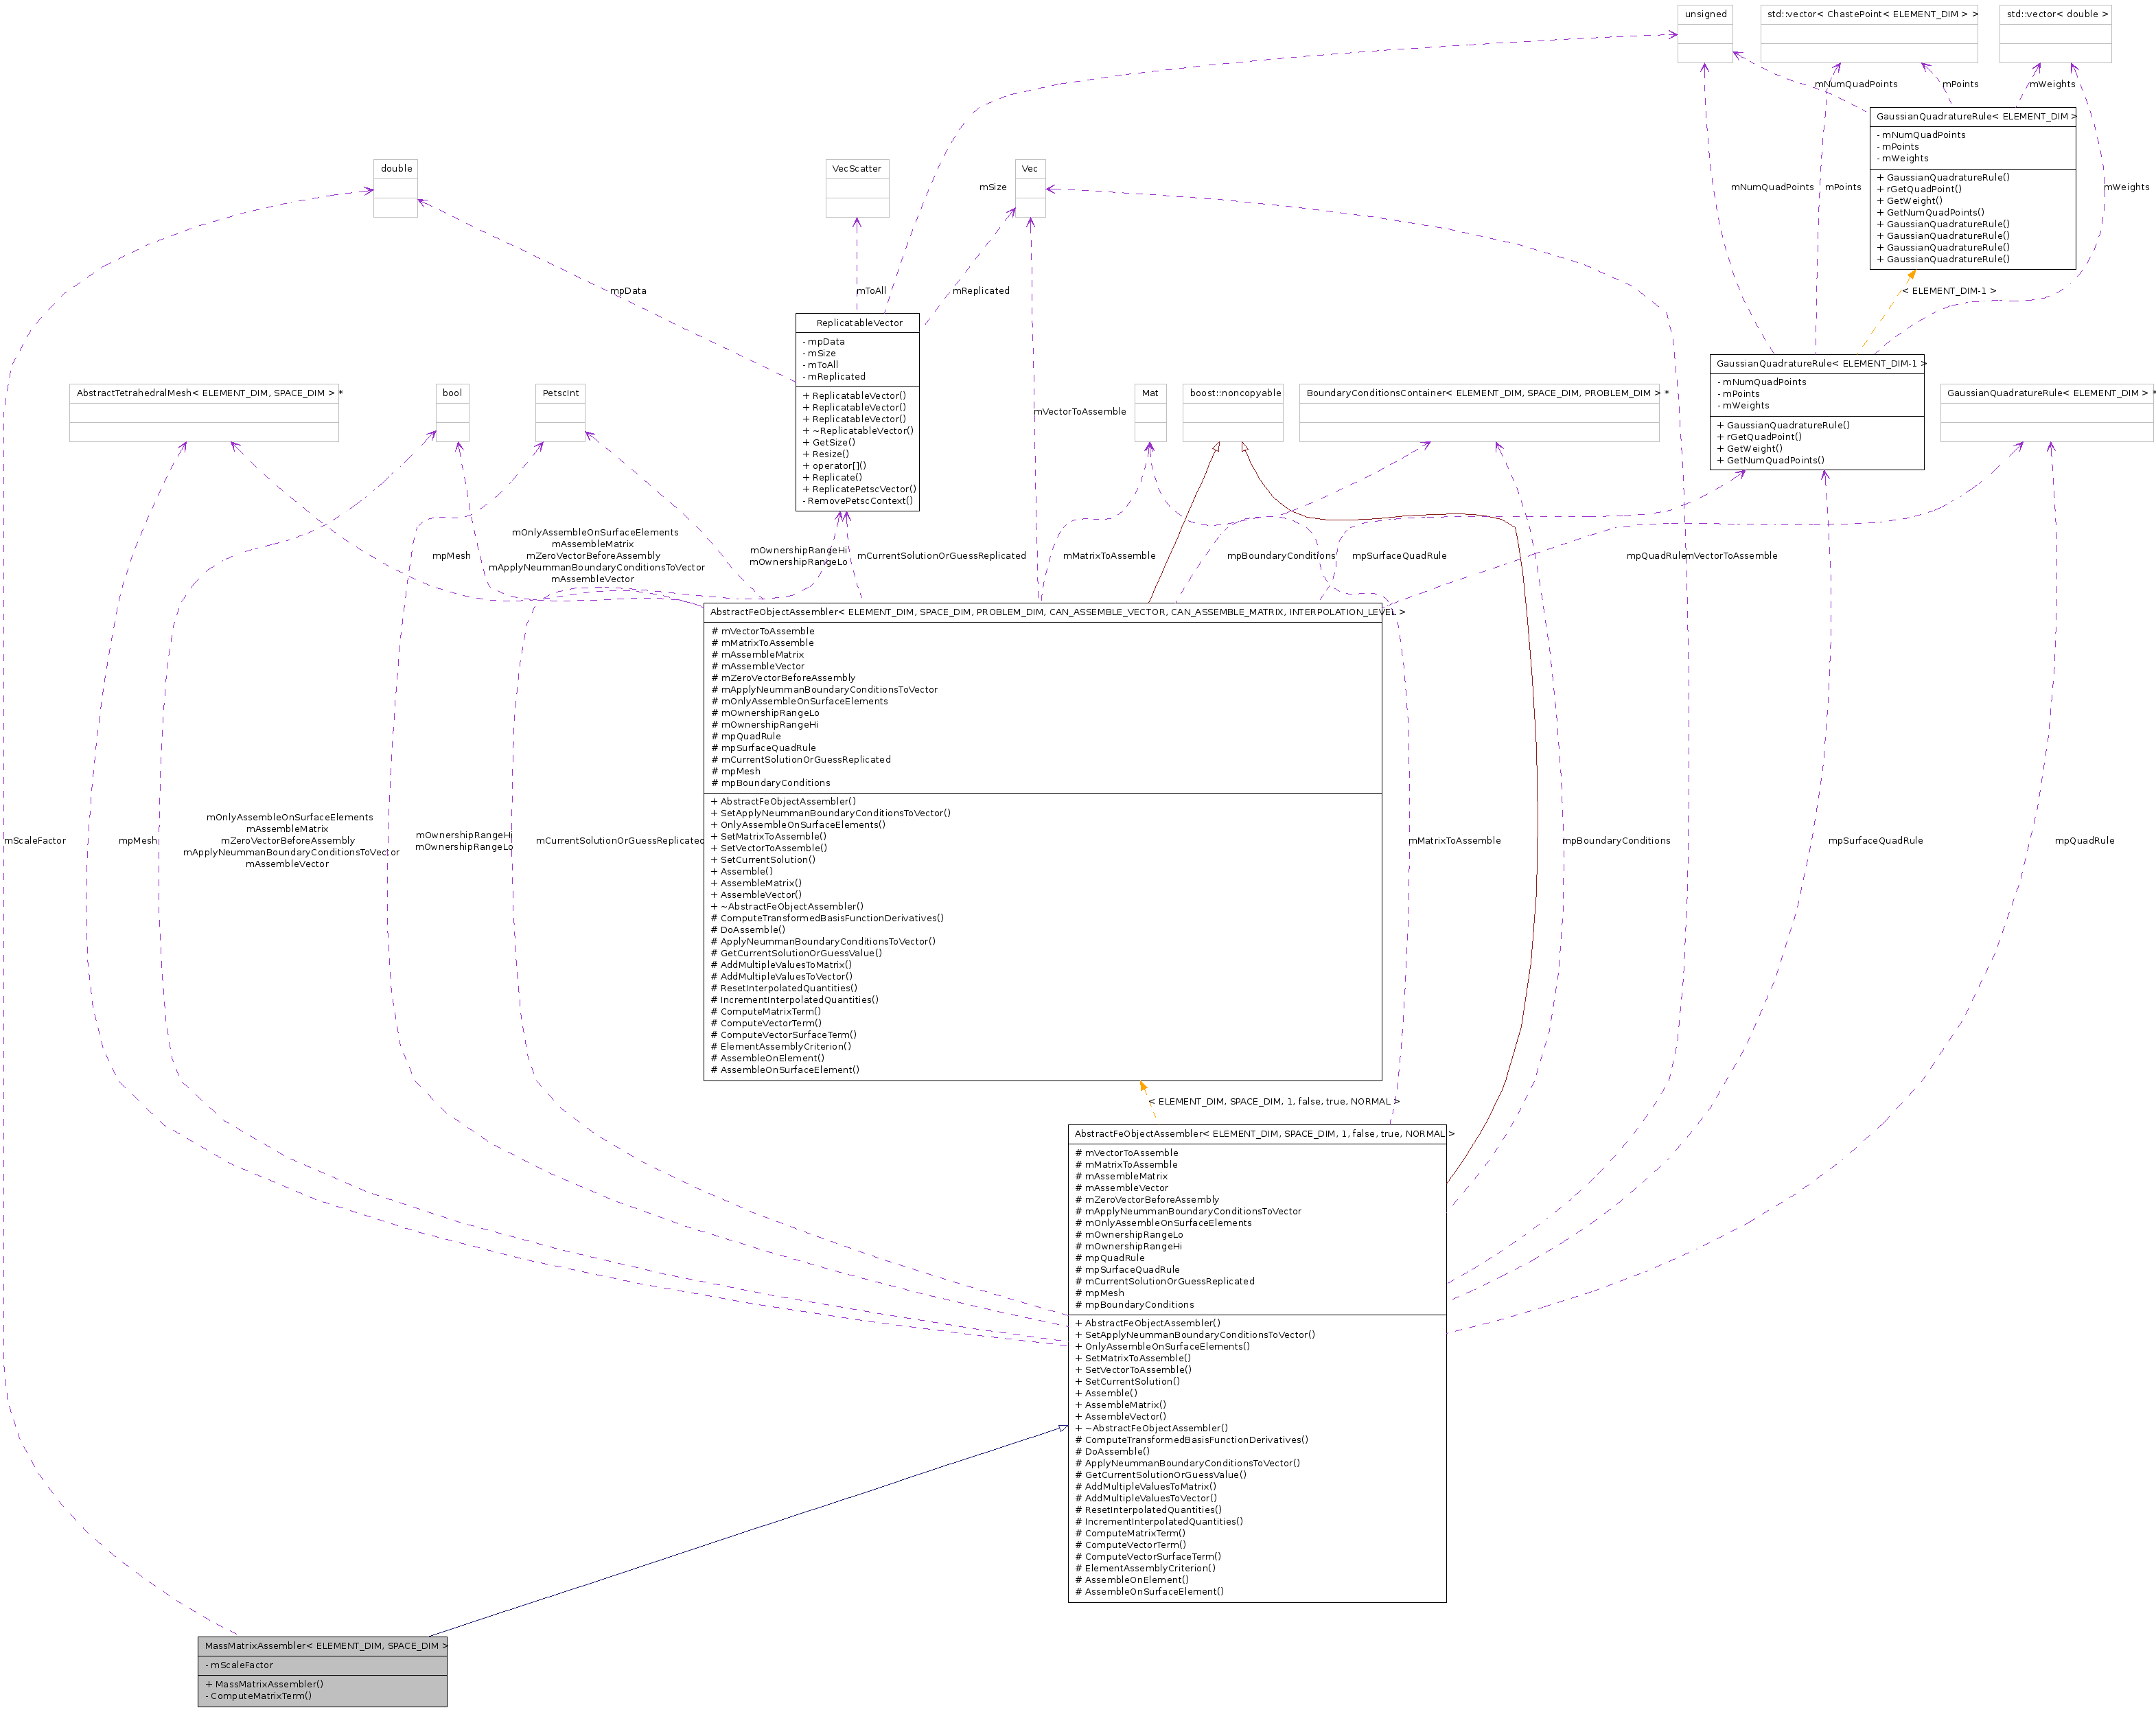 unsigned
std::vector< ChastePoint< ELEMENT_DIM > >
std::vector< double >
mNumQuadPoints
mPoints
mWeights
GaussianQuadratureRule< ELEMENT_DIM >
- mNumQuadPoints
- mPoints
- mWeights
+ GaussianQuadratureRule()
+ rGetQuadPoint()
+ GetWeight()
+ GetNumQuadPoints()
+ GaussianQuadratureRule()
+ GaussianQuadratureRule()
+ GaussianQuadratureRule()
+ GaussianQuadratureRule()
double
VecScatter
Vec
mSize
mNumQuadPoints
mPoints
mWeights
mpData
mToAll
mReplicated
< ELEMENT_DIM-1 >
ReplicatableVector
- mpData
- mSize
- mToAll
- mReplicated
+ ReplicatableVector()
+ ReplicatableVector()
+ ReplicatableVector()
+ ~ReplicatableVector()
+ GetSize()
+ Resize()
+ operator[]()
+ Replicate()
+ ReplicatePetscVector()
- RemovePetscContext()
GaussianQuadratureRule< ELEMENT_DIM-1 >
- mNumQuadPoints
- mPoints
- mWeights
+ GaussianQuadratureRule()
+ rGetQuadPoint()
+ GetWeight()
+ GetNumQuadPoints()
AbstractTetrahedralMesh< ELEMENT_DIM, SPACE_DIM > *
bool
PetscInt
mVectorToAssemble
Mat
boost::noncopyable
BoundaryConditionsContainer< ELEMENT_DIM, SPACE_DIM, PROBLEM_DIM > *
GaussianQuadratureRule< ELEMENT_DIM > *
mpMesh
mOnlyAssembleOnSurfaceElements
mAssembleMatrix
mZeroVectorBeforeAssembly
mApplyNeummanBoundaryConditionsToVector
mAssembleVector
mOwnershipRangeHi
mOwnershipRangeLo
mCurrentSolutionOrGuessReplicated
mMatrixToAssemble
mpBoundaryConditions
mpSurfaceQuadRule
mpQuadRule
mVectorToAssemble
AbstractFeObjectAssembler< ELEMENT_DIM, SPACE_DIM, PROBLEM_DIM, CAN_ASSEMBLE_VECTOR, CAN_ASSEMBLE_MATRIX, INTERPOLATION_LEVEL >
# mVectorToAssemble
# mMatrixToAssemble
# mAssembleMatrix
# mAssembleVector
# mZeroVectorBeforeAssembly
# mApplyNeummanBoundaryConditionsToVector
# mOnlyAssembleOnSurfaceElements
# mOwnershipRangeLo
# mOwnershipRangeHi
# mpQuadRule
# mpSurfaceQuadRule
# mCurrentSolutionOrGuessReplicated
# mpMesh
# mpBoundaryConditions
+ AbstractFeObjectAssembler()
+ SetApplyNeummanBoundaryConditionsToVector()
+ OnlyAssembleOnSurfaceElements()
+ SetMatrixToAssemble()
+ SetVectorToAssemble()
+ SetCurrentSolution()
+ Assemble()
+ AssembleMatrix()
+ AssembleVector()
+ ~AbstractFeObjectAssembler()
# ComputeTransformedBasisFunctionDerivatives()
# DoAssemble()
# ApplyNeummanBoundaryConditionsToVector()
# GetCurrentSolutionOrGuessValue()
# AddMultipleValuesToMatrix()
# AddMultipleValuesToVector()
# ResetInterpolatedQuantities()
# IncrementInterpolatedQuantities()
# ComputeMatrixTerm()
# ComputeVectorTerm()
# ComputeVectorSurfaceTerm()
# ElementAssemblyCriterion()
# AssembleOnElement()
# AssembleOnSurfaceElement()
mScaleFactor
mpMesh
mOnlyAssembleOnSurfaceElements
mAssembleMatrix
mZeroVectorBeforeAssembly
mApplyNeummanBoundaryConditionsToVector
mAssembleVector
mOwnershipRangeHi
mOwnershipRangeLo
mCurrentSolutionOrGuessReplicated
mMatrixToAssemble
mpBoundaryConditions
mpSurfaceQuadRule
mpQuadRule
< ELEMENT_DIM, SPACE_DIM, 1, false, true, NORMAL >
AbstractFeObjectAssembler< ELEMENT_DIM, SPACE_DIM, 1, false, true, NORMAL >
# mVectorToAssemble
# mMatrixToAssemble
# mAssembleMatrix
# mAssembleVector
# mZeroVectorBeforeAssembly
# mApplyNeummanBoundaryConditionsToVector
# mOnlyAssembleOnSurfaceElements
# mOwnershipRangeLo
# mOwnershipRangeHi
# mpQuadRule
# mpSurfaceQuadRule
# mCurrentSolutionOrGuessReplicated
# mpMesh
# mpBoundaryConditions
+ AbstractFeObjectAssembler()
+ SetApplyNeummanBoundaryConditionsToVector()
+ OnlyAssembleOnSurfaceElements()
+ SetMatrixToAssemble()
+ SetVectorToAssemble()
+ SetCurrentSolution()
+ Assemble()
+ AssembleMatrix()
+ AssembleVector()
+ ~AbstractFeObjectAssembler()
# ComputeTransformedBasisFunctionDerivatives()
# DoAssemble()
# ApplyNeummanBoundaryConditionsToVector()
# GetCurrentSolutionOrGuessValue()
# AddMultipleValuesToMatrix()
# AddMultipleValuesToVector()
# ResetInterpolatedQuantities()
# IncrementInterpolatedQuantities()
# ComputeMatrixTerm()
# ComputeVectorTerm()
# ComputeVectorSurfaceTerm()
# ElementAssemblyCriterion()
# AssembleOnElement()
# AssembleOnSurfaceElement()
MassMatrixAssembler< ELEMENT_DIM, SPACE_DIM >
- mScaleFactor
+ MassMatrixAssembler()
- ComputeMatrixTerm()